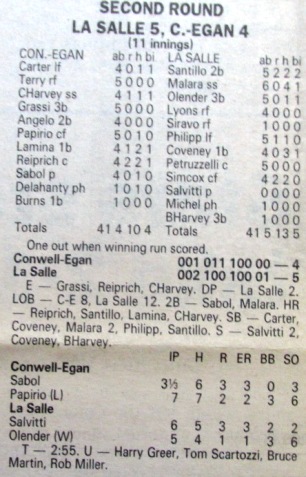 SECOND ROUND
LA SALLE 5, C.-EGAN 4
(11 innings)
CON.-EGAN ab r h bi LA SALLE ab r h bi
Carter lf 4 0 1 1 Santillo 2b 5 2 2 2
Terry rf 5 0 0 0 Malara ss 6 0 4 1
CHarvey ss 4 1 1 1 Olender 3b 5 0 1 1
Grassi 3b 5 0 0 0 Lyons rf 4 0 0 0
Angelo 2b 4 0 0 0 Siravo rf 1 0 0 0
Papirio cf 5 0 1 0 Philipp lf 5 1 1 0
Lamina 1b 4 1 2 1 Coveney 1b 4 0 3 1
Reiprich c 4 2 2 1 Petruzzelli c 5 0 0 0
Sabol p 4 0 1 0 Simcox cf 4 2 2 0
Delahanty ph 1 0 1 0 Salvitti p 0 0 0 0
Burns 1b 1 0 0 0 Michel ph 1 0 0 0
BHarvey 3b 1 0 0 0
Totals 41 4 10 4 Totals 41 5 13 5
One out when winning run scored.
Conwell-Egan 001 011 100 00 — 4
La Salle 002 100 100 01 — 5
E — Grassi, Reiprich, CHarvey. DP — La Salle 2.
LOB — C-E 8, La Salle 12. 2B — Sabol, Malara. HR
— Reiprich, Santillo, Lamina, CHarvey. SB — Carter,
Coveney, Malara 2, Philipp, Santillo. S — Salvitti 2,
Coveney, BHarvey.
IP H R ER BB SO
Conwell-Egan
Sabol 3⅓ 6 3 3 0 3
Papirio (L) 7 7 2 2 3 6
La Salle
Salvitti 6 5 3 3 2 2
Olender (W) 5 4 1 1 3 6
T — 2:55. U — Harry Greer, Tom Scartozzi, Bruce
Martin, Rob Miller.